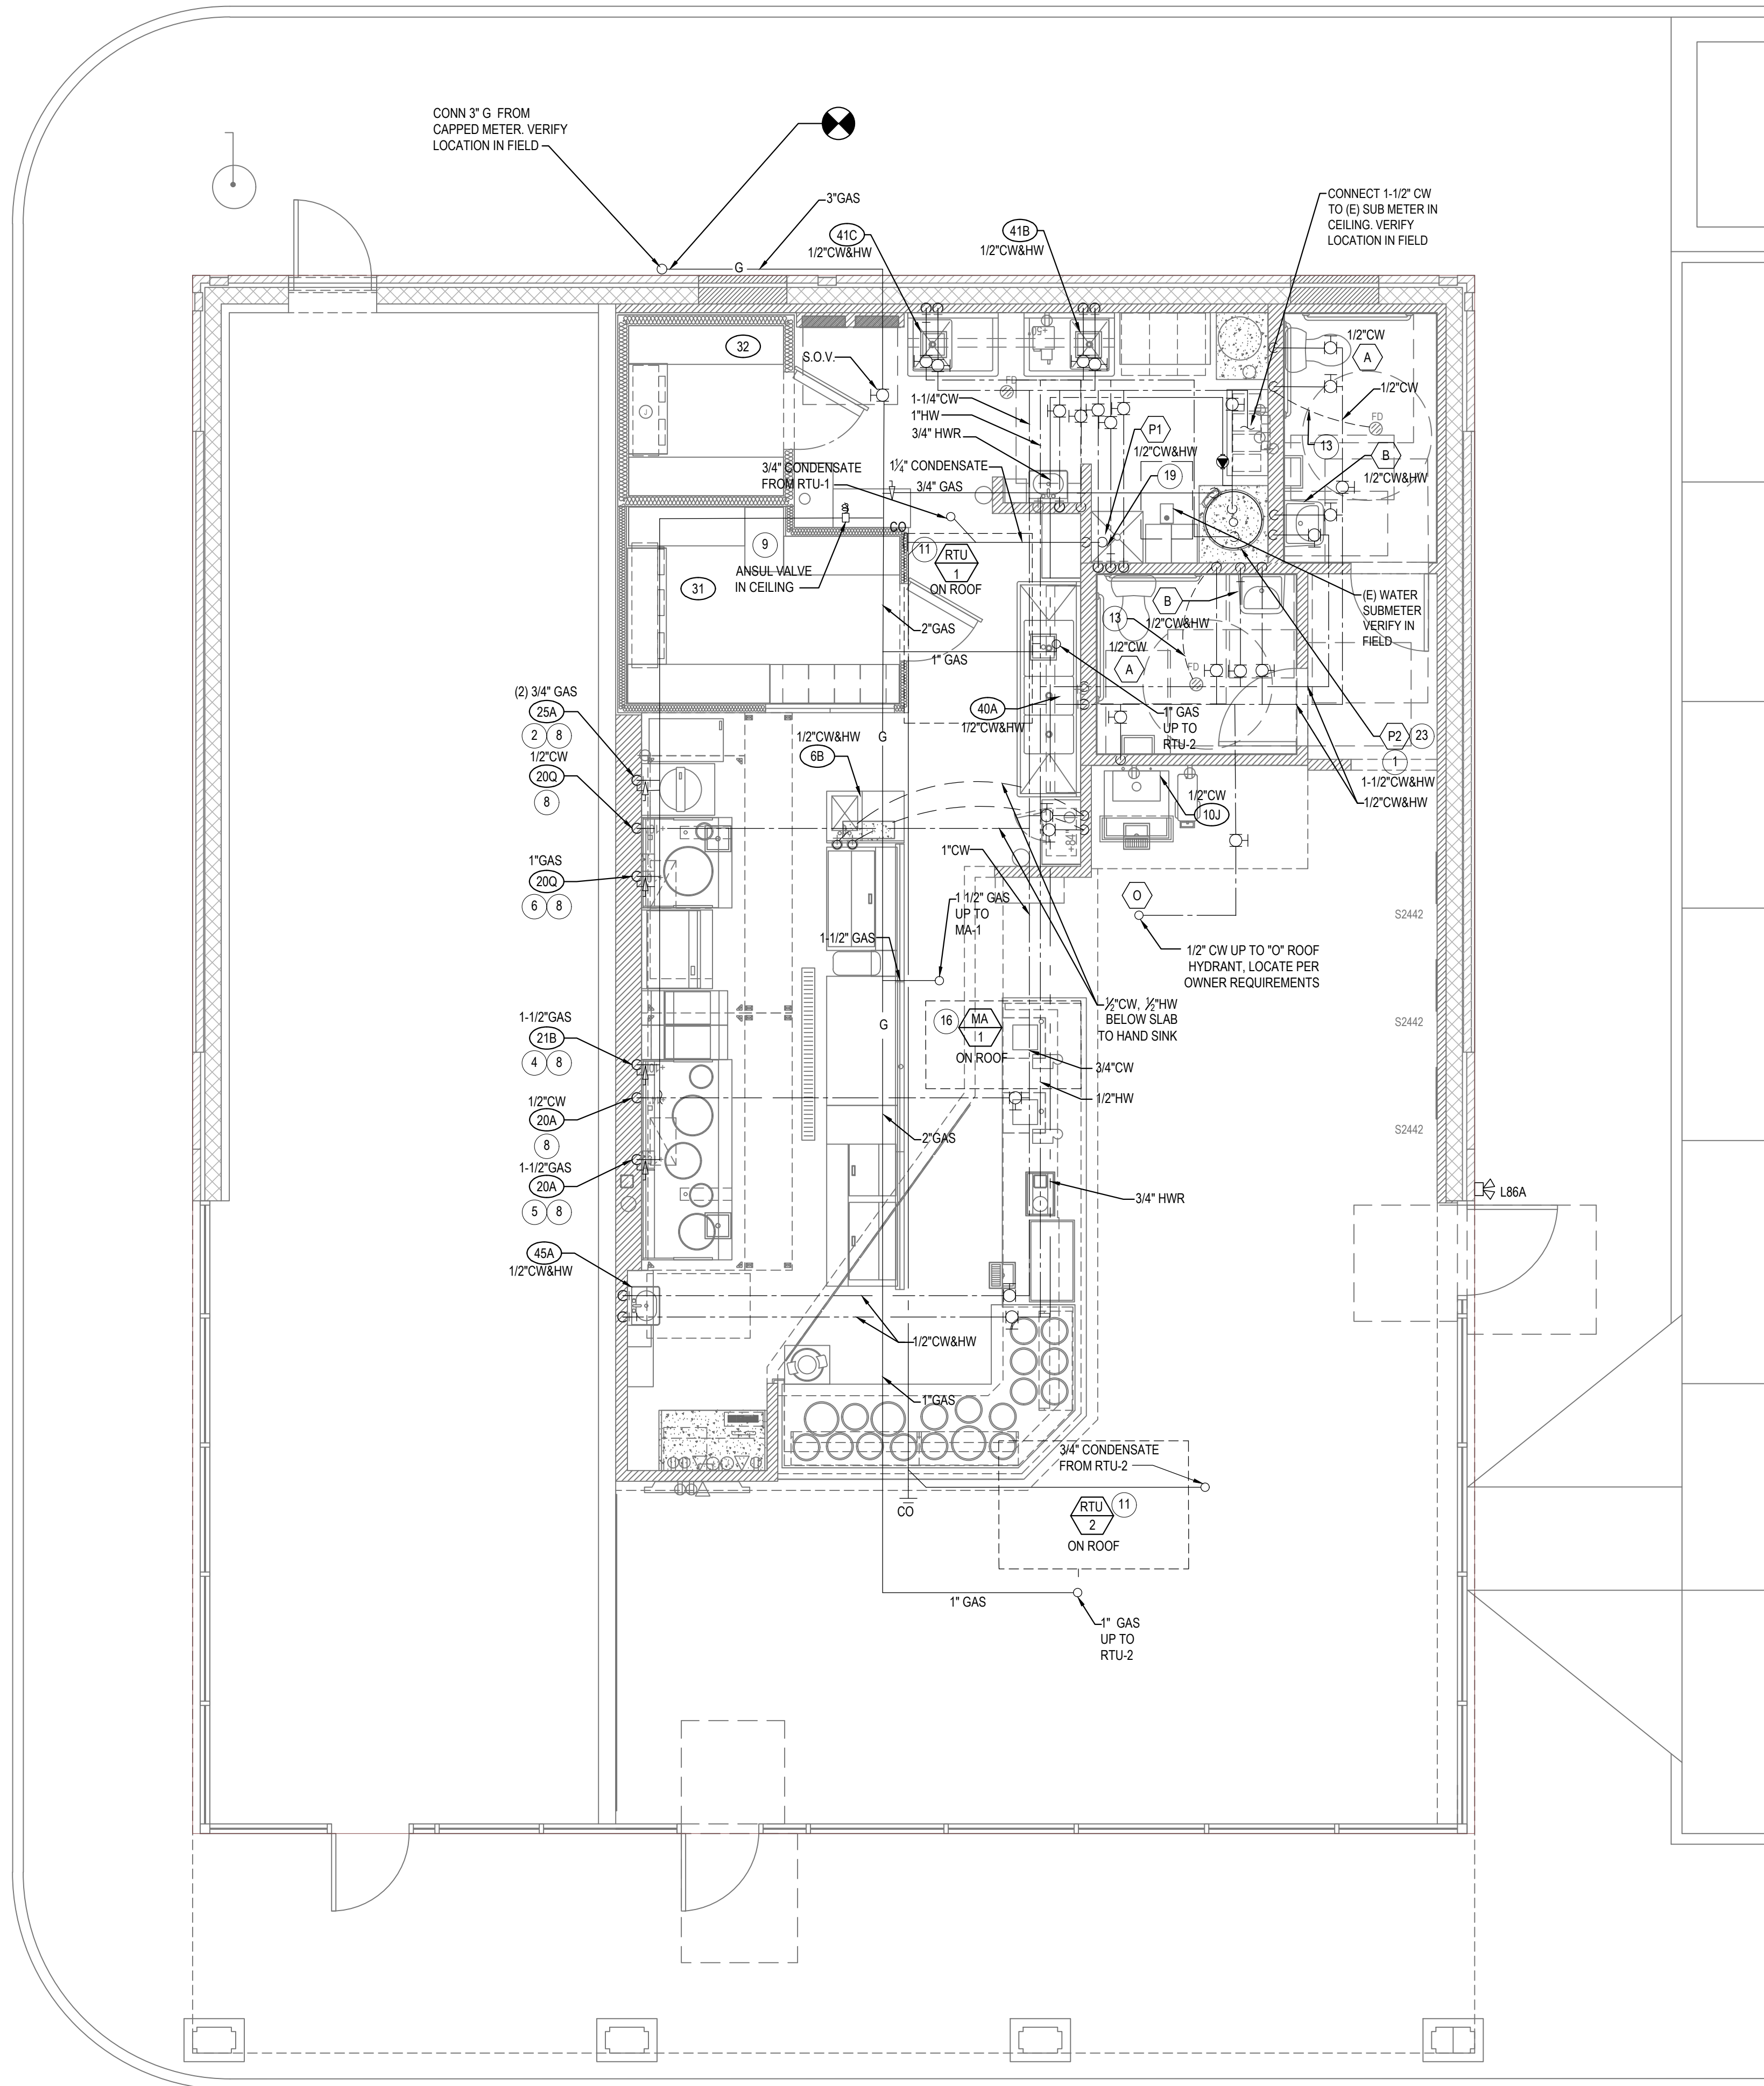 CONN 3" G FROM
CAPPED METER. VERIFY
LOCATION IN FIELD
3"GAS
G
41C
1/2"CW&HW
41B
1/2"CW&HW
CONNECT 1-1/2" CW
TO (E) SUB METER IN
CEILING. VERIFY
LOCATION IN FIELD
32
J
S.O.V.
+50"
FD
1-1/4"CW
1"HW
3/4" HWR
P1
1/2"CW&HW
19
1/2"CW
A
1/2"CW
FD
13
B
1/2"CW&HW
3/4" CONDENSATE
FROM RTU-1
1¼" CONDENSATE
3/4" GAS
S
CO
9
ANSUL VALVE
IN CEILING
31
11
RTU
1
ON ROOF
2"GAS
1" GAS
B
13
1/2"CW&HW
1/2"CW
A
FD
(E) WATER
SUBMETER
VERIFY IN
FIELD
40A
1/2"CW&HW
1" GAS
UP TO
RTU-2
P2
23
1
1-1/2"CW&HW
1/2"CW&HW
(2) 3/4" GAS
25A
2
8
1/2"CW
20Q
8
1"GAS
20Q
6
8
1/2"CW&HW
6B
G
1/2"CW
10J
+84"
1"CW
1 1/2" GAS
UP TO
MA-1
1-1/2" GAS
O
1/2" CW UP TO "O" ROOF
HYDRANT, LOCATE PER
OWNER REQUIREMENTS
S2442
½"CW, ½"HW
BELOW SLAB
TO HAND SINK
S2442
1-1/2"GAS
21B
4
8
G
16
MA
1
ON ROOF
3/4"CW
1/2"HW
1/2"CW
20A
8
1-1/2"GAS
20A
5
8
2"GAS
S2442
3/4" HWR
L86A
45A
1/2"CW&HW
1/2"CW&HW
1"GAS
3/4" CONDENSATE
FROM RTU-2
CO
RTU
2
11
ON ROOF
1" GAS
1" GAS
UP TO
RTU-2